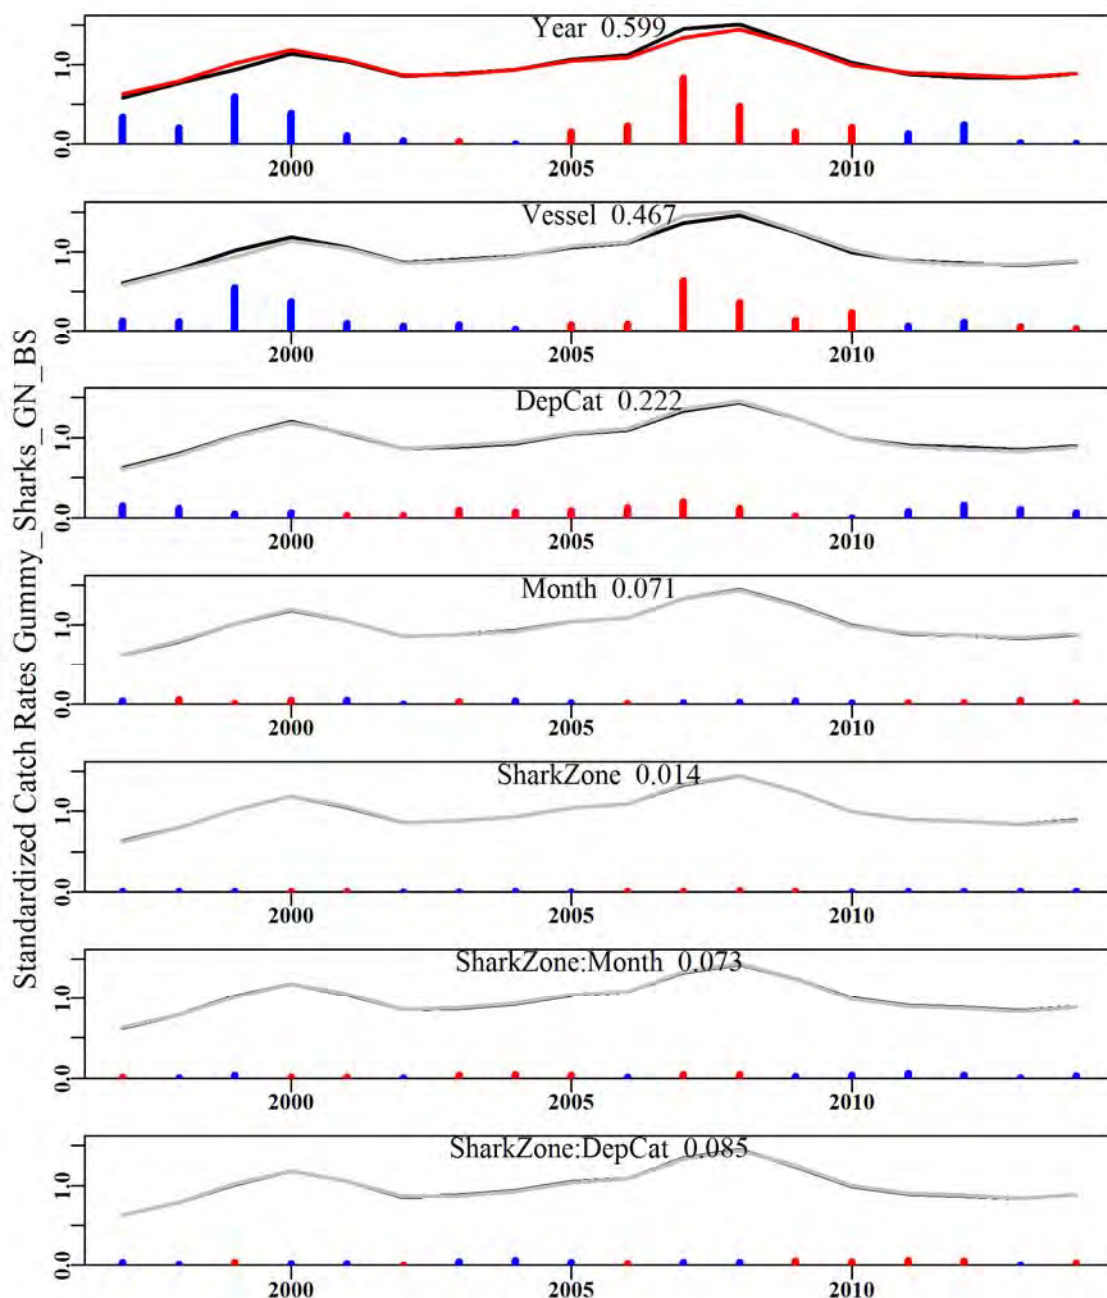 Standardized Catch Rates Gummy_Sharks_GN_BS
Year 0.599
1.0
0.0
2000 2005 2010
Vessel 0.467
1.0
0.0
2000 2005 2010
DepCat 0.222
1.0
0.0
2000 2005 2010
Month 0.071
1.0
0.0
2000 2005 2010
SharkZone 0.014
1.0
0.0
2000 2005 2010
SharkZone:Month 0.073
1.0
0.0
2000 2005 2010
SharkZone:DepCat 0.085
1.0
0.0
2000 2005 2010